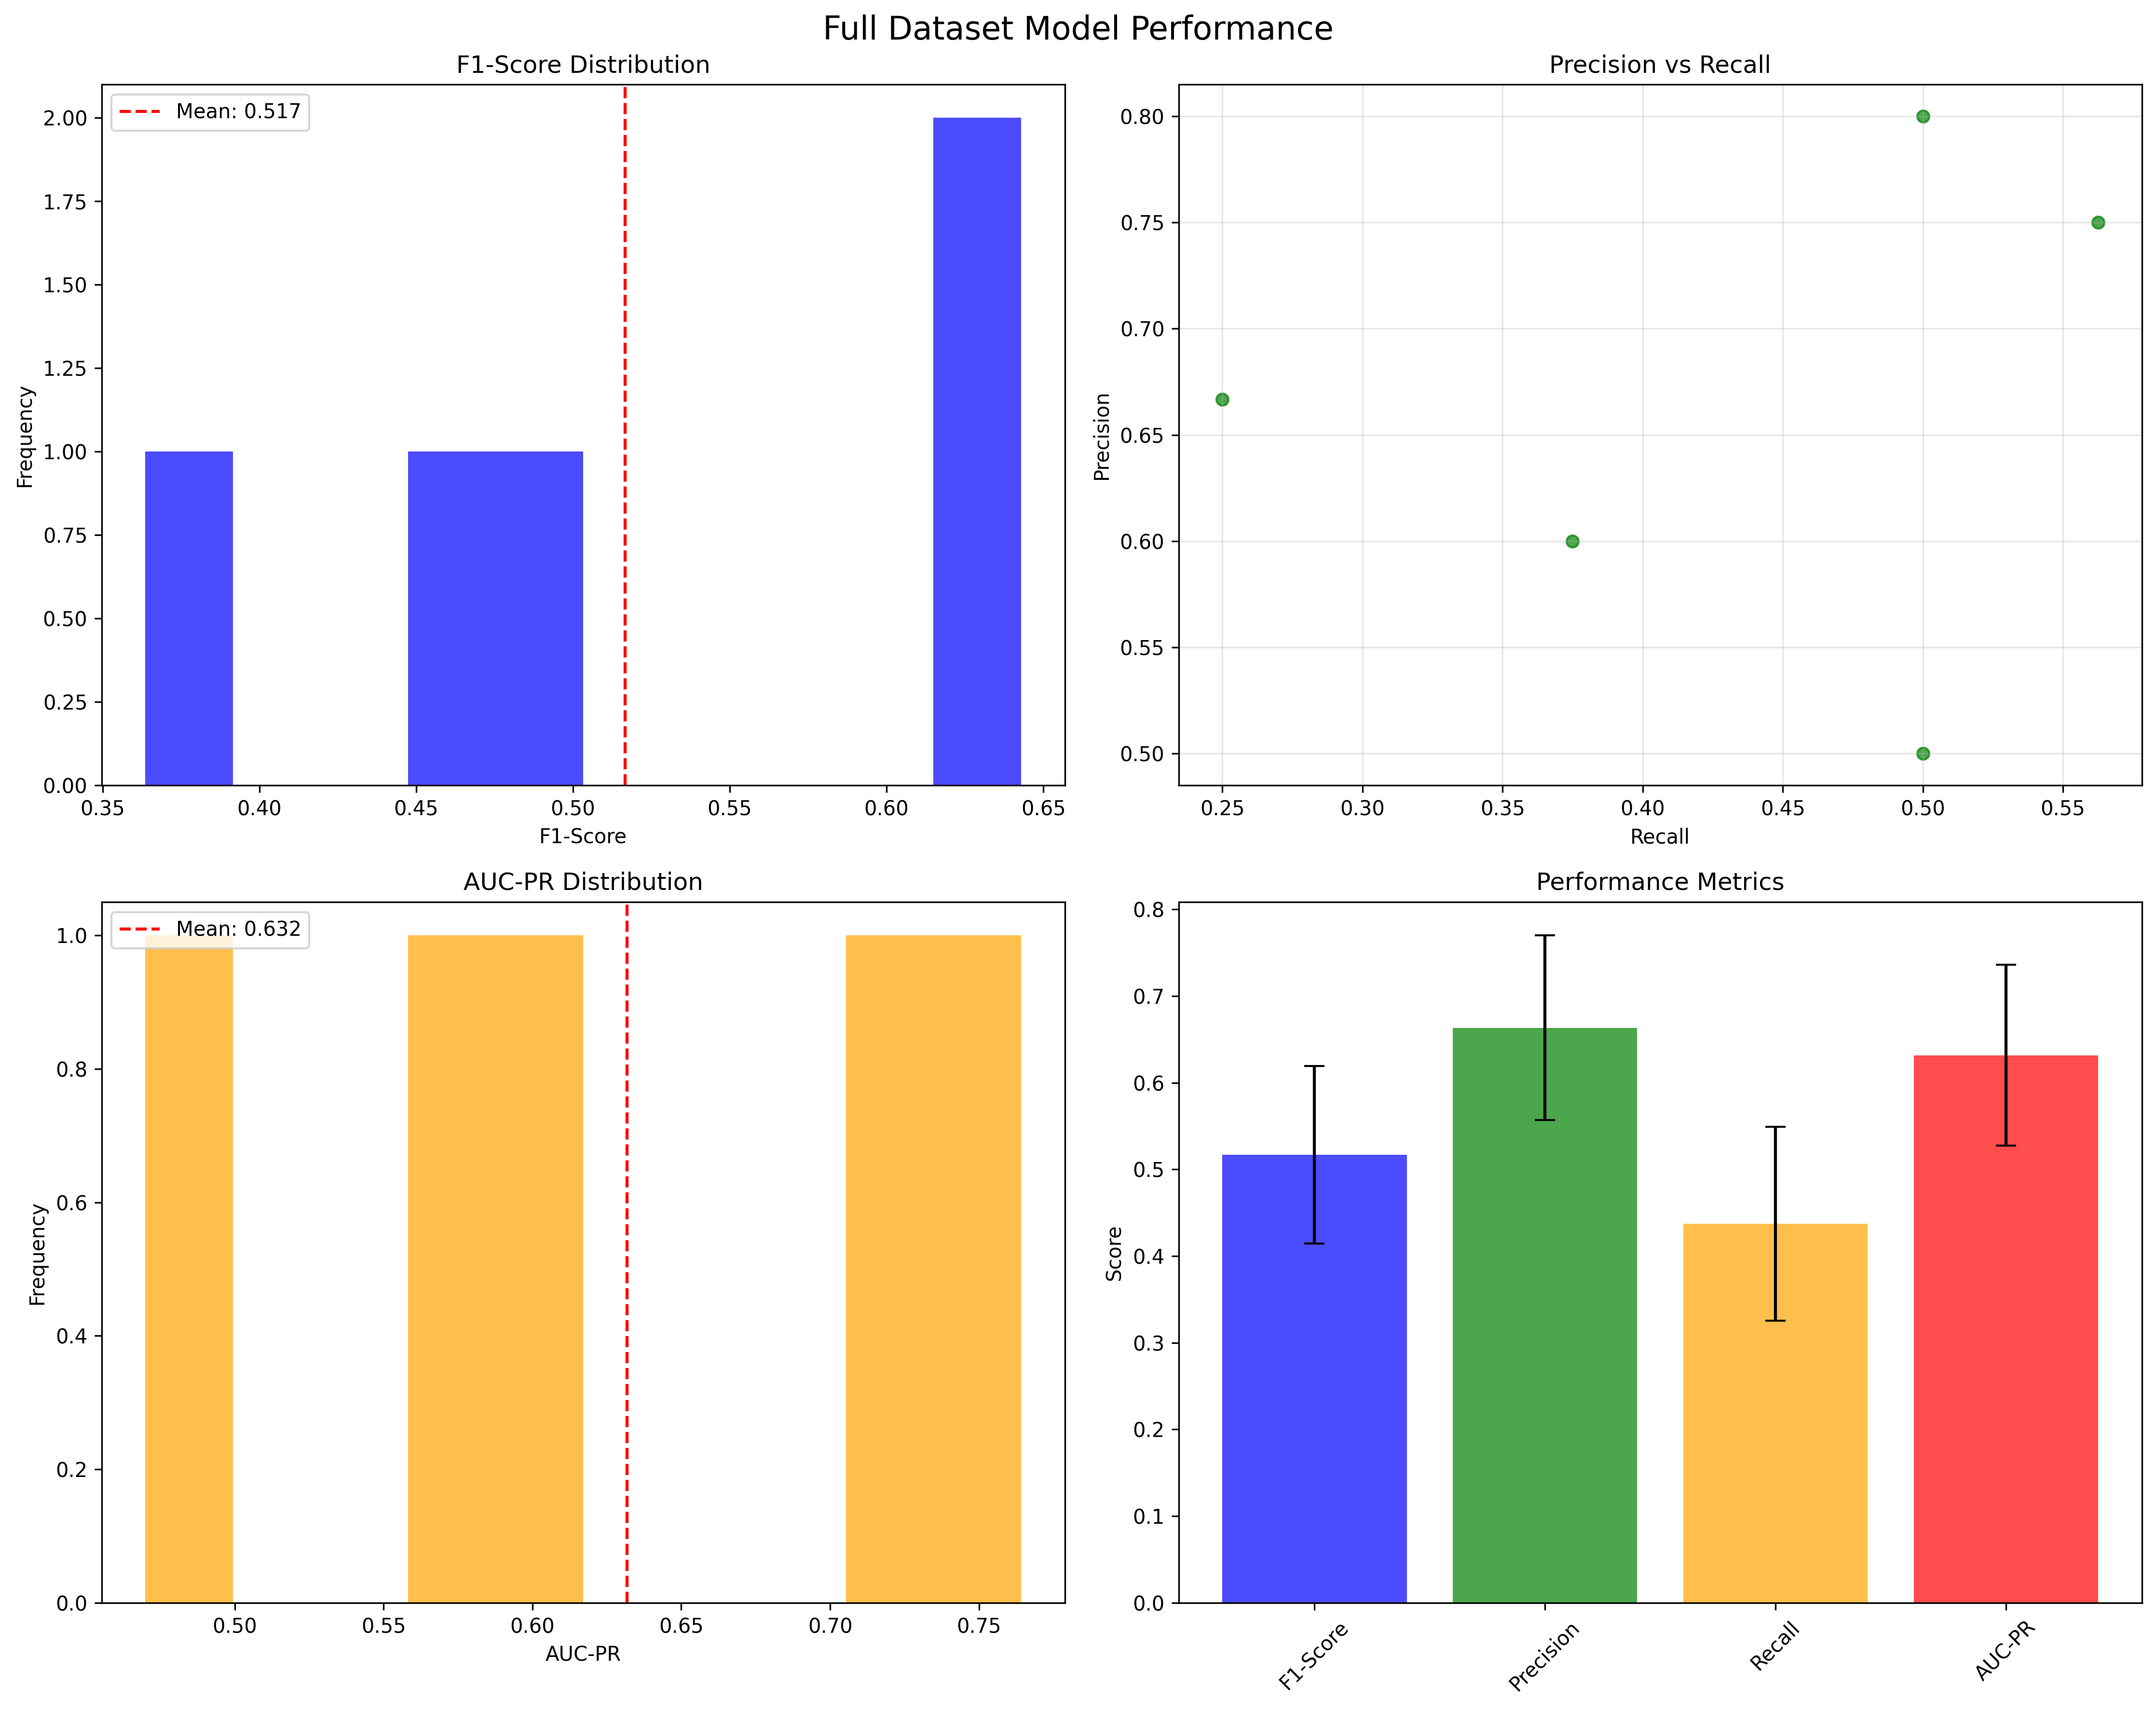 Full Dataset Model Performance
F1-Score Distribution
Mean: 0.517
2.00
1.75
1.50
1.25
1.00
0.75
0.50
0.25
0.00
Frequency
0.35 0.40 0.45 0.50 0.55 0.60 0.65
F1-Score
Precision vs Recall
0.80
0.75
0.70
0.65
0.60
0.55
0.50
Precision
0.25 0.30 0.35 0.40 0.45 0.50 0.55
Recall
AUC-PR Distribution
Mean: 0.632
1.0
0.8
0.6
0.4
0.2
0.0
Frequency
0.50 0.55 0.60 0.65 0.70 0.75
AUC-PR
Performance Metrics
0.8
0.7
0.6
0.5
0.4
0.3
0.2
0.1
0.0
Score
F1-Score
Precision
Recall
AUC-PR